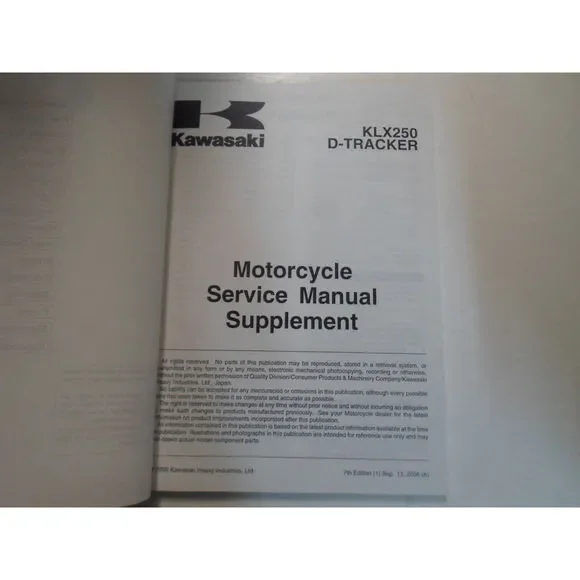 KLX250
D-TRACKER
Kawasaki
Motorcycle
Service Manual
Supplement
All rights reserved. No parts of this publication may be reproduced, stored in a retrieval system, or
transmitted in any form or by any means, electronic mechanical photocopying, recording or otherwise,
without the prior written permission of Quality Division/Consumer Products & Machinery Company/Kawasaki
Heavy Industries, Ltd., Japan.
No liability can be accepted for any inaccuracies or omissions in this publication, although every possible
care has been taken to make it as complete and accurate as possible.
The right is reserved to make changes at any time without prior notice and without incurring an obligation
make such changes to products manufactured previously. See your Motorcycle dealer for the latest
information on product improvements incorporated after this publication.
information contained in this publication is based on the latest product information available at the time
publication. Illustrations and photographs in this publication are intended for reference use only and may
depict actual model component parts.
Kawasaki Heavy Industries, Ltd.
7th Edition (1) Sep.